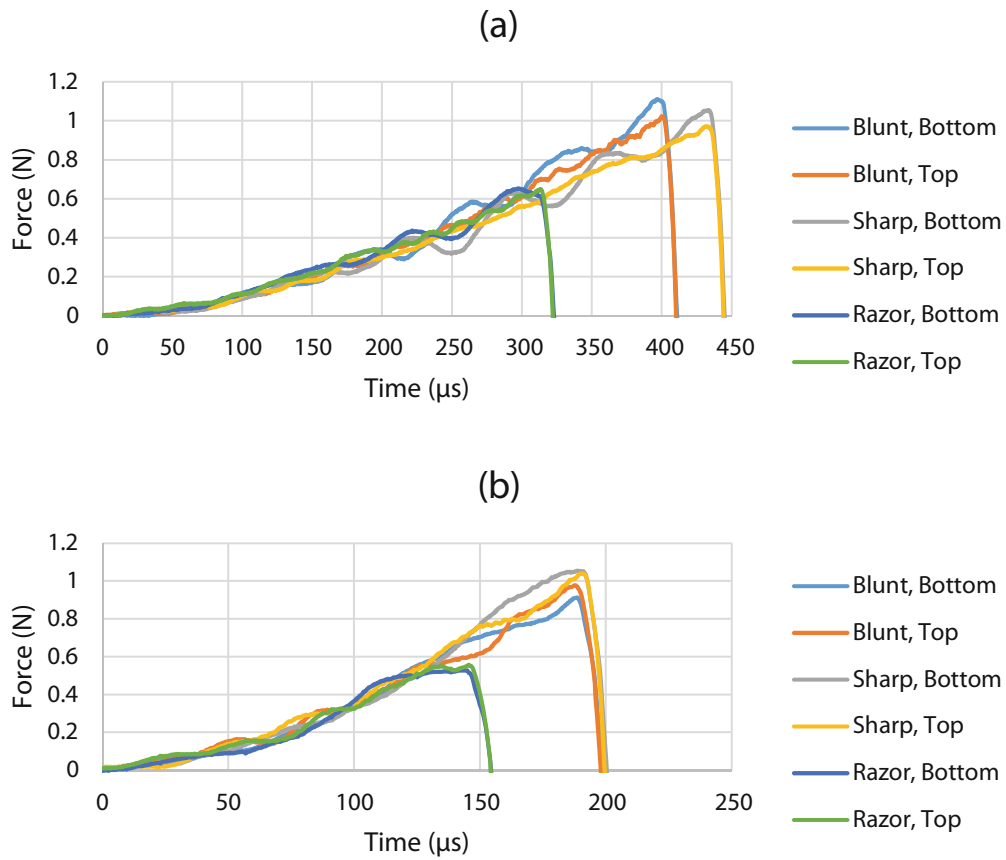 (a)
1.2
1
0.8
0.6
0.4
0.2
0
Force (N)
0 50 100 150 200 250 300 350 400 450
Time (µs)
Blunt, Bottom
Blunt, Top
Sharp, Bottom
Sharp, Top
Razor, Bottom
Razor, Top
(b)
1.2
1
0.8
0.6
0.4
0.2
0
Force (N)
0 50 100 150 200 250
Time (µs)
Blunt, Bottom
Blunt, Top
Sharp, Bottom
Sharp, Top
Razor, Bottom
Razor, Top